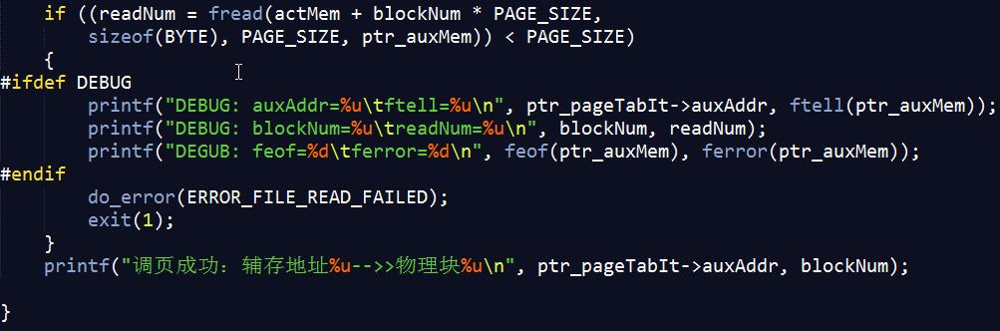 if ((readNum = fread(actMem + blockNum * PAGE_SIZE,
sizeof(BYTE), PAGE_SIZE, ptr_auxMem)) < PAGE_SIZE)
{
#ifdef DEBUG
printf("DEBUG: auxAddr=%u\tftell=%u\n", ptr_pageTabIt->auxAddr, ftell(ptr_auxMem));
printf("DEBUG: blockNum=%u\treadNum=%u\n", blockNum, readNum);
printf("DEGUB: feof=%d\tferror=%d\n", feof(ptr_auxMem), ferror(ptr_auxMem));
#endif
do_error(ERROR_FILE_READ_FAILED);
exit(1);
}
printf("调页成功：辅存地址%u-->>物理块%u\n", ptr_pageTabIt->auxAddr, blockNum);
}